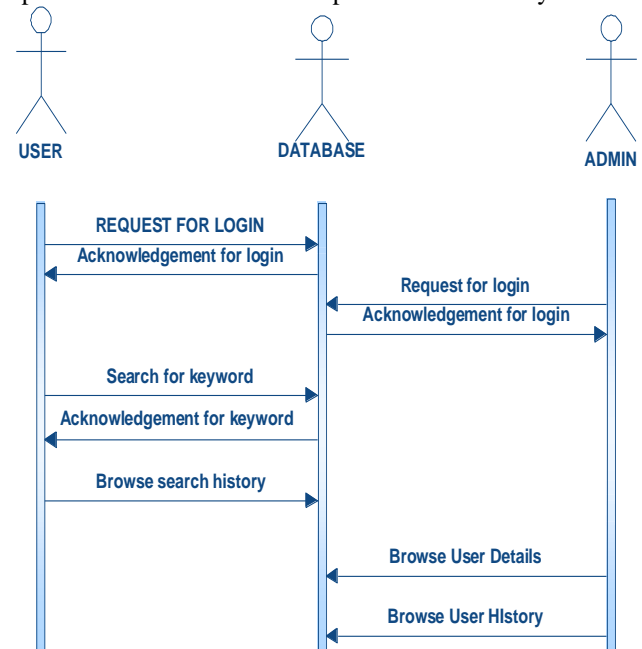 USER
DATABASE
ADMIN
REQUEST FOR LOGIN
Acknowledgement for login
Request for login
Acknowledgement for login
Search for keyword
Acknowledgement for keyword
Browse search history
Browse User Details
Browse User HIstory